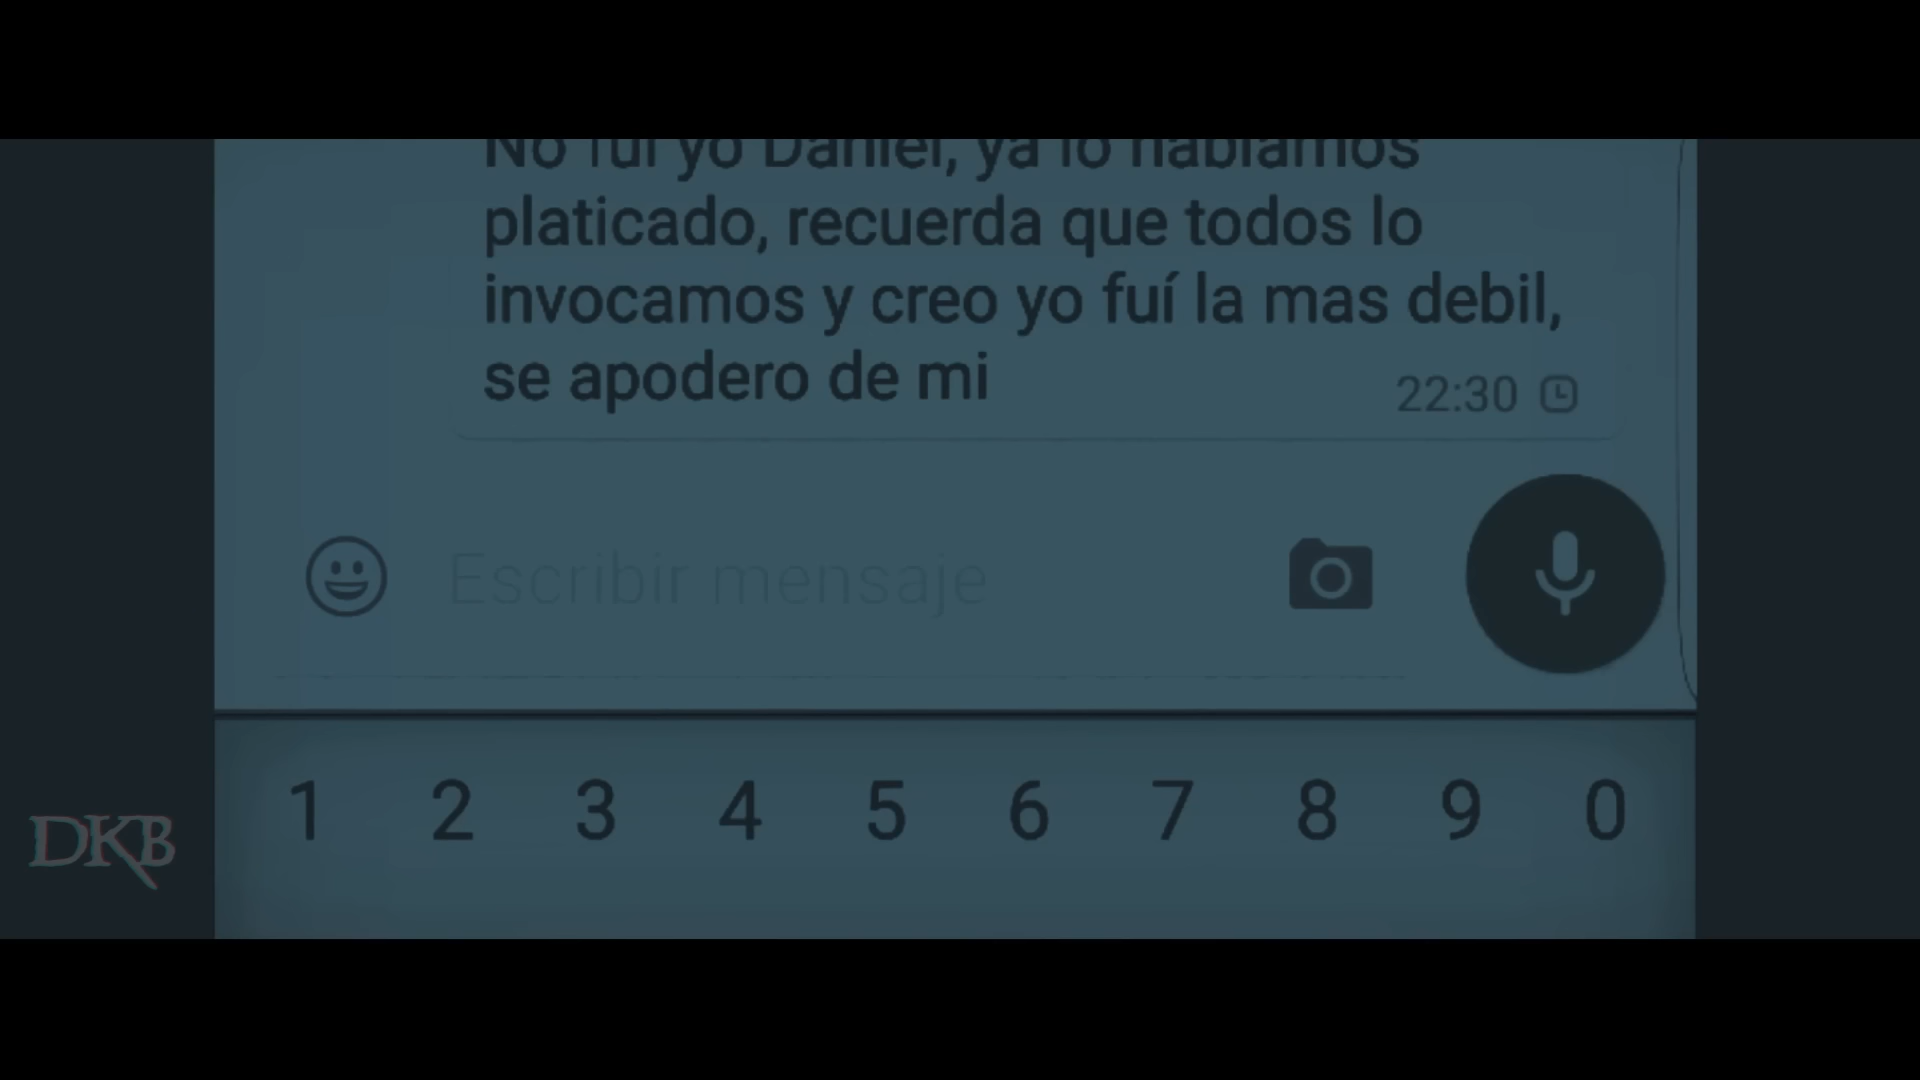 No fuí yo Daniel, ya lo habíamos
platicado, recuerda que todos lo
invocamos y creo yo fuí la mas debil,
se apodero de mi
22:30
Escribir mensaje
1 2 3 4 5 6 7 8 9 0
DKB